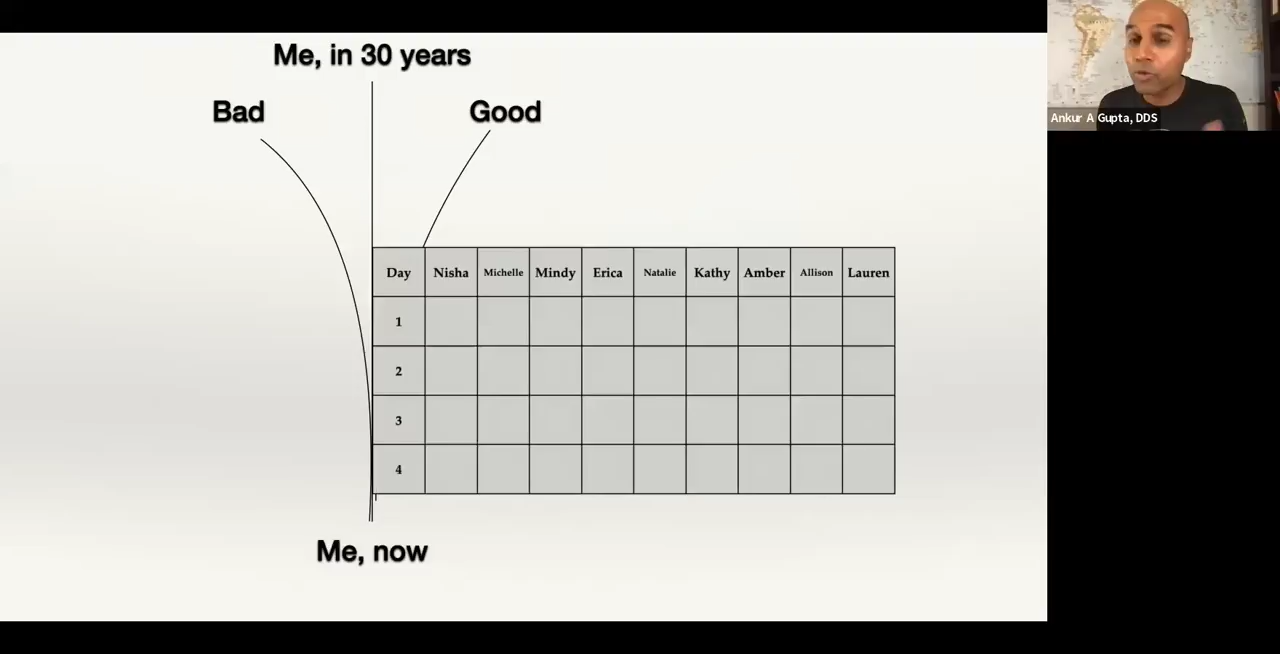 Me, in 30 years
Bad
Good
Day Nisha Michelle Mindy Erica Natalie Kathy Amber Allison Lauren
1
2
3
4
Me, now
Ankur A Gupta, DDS